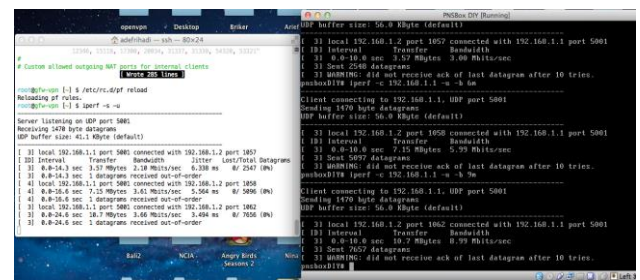 openvpn
Desktop
Briker
Arief
adefrihadi — ssh — 80×24
#
# Custom allowed outgoing NAT ports for internal clients
[ Wrote 285 lines ]
root@gfw-vpn [~] $ /etc/rc.d/pf reload
Reloading pf rules.
root@gfw-vpn [~] $ iperf -s -u
Server listening on UDP port 5001
Receiving 1470 byte datagrams
UDP buffer size: 41.1 KByte (default)
[ 3] local 192.168.1.1 port 5001 connected with 192.168.1.2 port 1057
[ ID] Interval Transfer Bandwidth Jitter Lost/Total Datagrams
[ 3] 0.0-14.3 sec 3.57 MBytes 2.10 Mbits/sec 6.338 ms 0/ 2547 (0%)
[ 3] 0.0-14.3 sec 1 datagrams received out-of-order
[ 4] local 192.168.1.1 port 5001 connected with 192.168.1.2 port 1058
[ 4] 0.0-16.6 sec 7.15 MBytes 3.61 Mbits/sec 5.564 ms 0/ 5096 (0%)
[ 4] 0.0-16.6 sec 1 datagrams received out-of-order
[ 3] local 192.168.1.1 port 5001 connected with 192.168.1.2 port 1062
[ 3] 0.0-24.6 sec 10.7 MBytes 3.66 Mbits/sec 3.494 ms 0/ 7656 (0%)
[ 3] 0.0-24.6 sec 1 datagrams received out-of-order
Bali2
NCIA
Angry Birds
Seasons 2
Nina
PNSBox DIY [Running]
UDP buffer size: 56.0 KByte (default)
[ 3] local 192.168.1.2 port 1057 connected with 192.168.1.1 port 5001
[ ID] Interval Transfer Bandwidth
[ 3] 0.0-10.0 sec 3.57 MBytes 3.00 Mbits/sec
[ 3] Sent 2548 datagrams
[ 3] WARNING: did not receive ack of last datagram after 10 tries.
pnsboxDIY# iperf -c 192.168.1.1 -u -b 6m
Client connecting to 192.168.1.1, UDP port 5001
Sending 1470 byte datagrams
UDP buffer size: 56.0 KByte (default)
[ 3] local 192.168.1.2 port 1058 connected with 192.168.1.1 port 5001
[ ID] Interval Transfer Bandwidth
[ 3] 0.0-10.0 sec 7.15 MBytes 5.99 Mbits/sec
[ 3] Sent 5097 datagrams
[ 3] WARNING: did not receive ack of last datagram after 10 tries.
pnsboxDIY# iperf -c 192.168.1.1 -u -b 9m
Client connecting to 192.168.1.1, UDP port 5001
Sending 1470 byte datagrams
UDP buffer size: 56.0 KByte (default)
[ 3] local 192.168.1.2 port 1062 connected with 192.168.1.1 port 5001
[ ID] Interval Transfer Bandwidth
[ 3] 0.0-10.0 sec 10.7 MBytes 8.99 Mbits/sec
[ 3] Sent 7657 datagrams
[ 3] WARNING: did not receive ack of last datagram after 10 tries.
pnsboxDIY#
Left